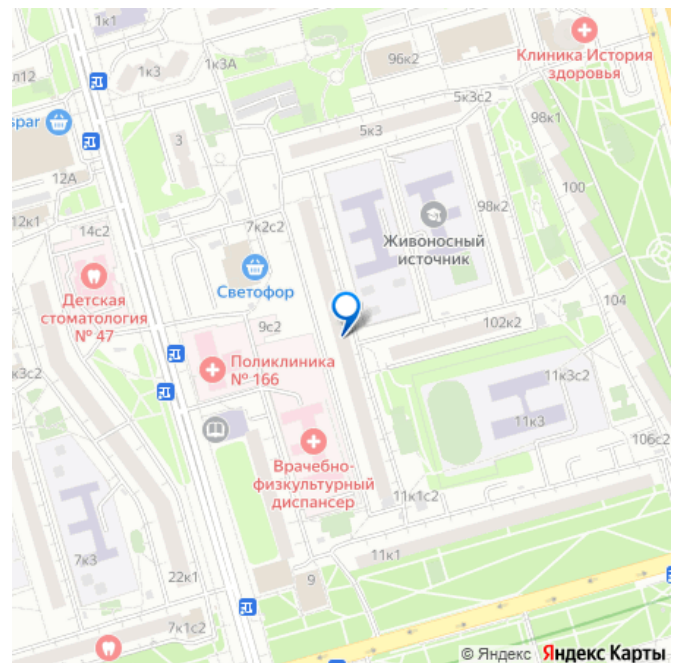 1к1
1к3А
1к3
л12
96к2
Клиника История
здоровья
5к3с2
spar
5к3
98к1
3
12А
100
12к1
14с2
7к2с2
98к2
Живоносный
источник
Детская
стоматология
№ 47
Светофор
104
9с2
102к2
Поликлиника
№ 166
к3с2
11к3с2
11к3
106с2
Врачебно-
физкультурный
диспансер
11к1с2
7к3
22к1
11к1
9
7к1с2
© Яндекс Яндекс Карты